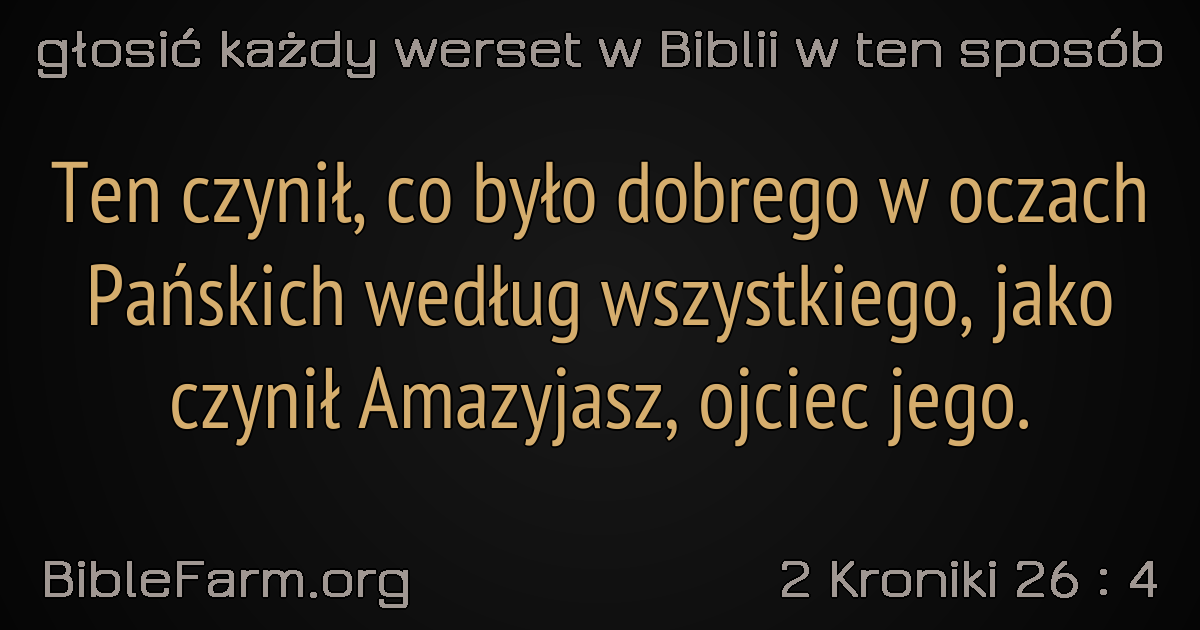 głosić każdy werset w Biblii w ten sposób
Ten czynił, co było dobrego w oczach
Pańskich według wszystkiego, jako
czynił Amazyjasz, ojciec jego.
BibleFarm.org
2 Kroniki 26 : 4